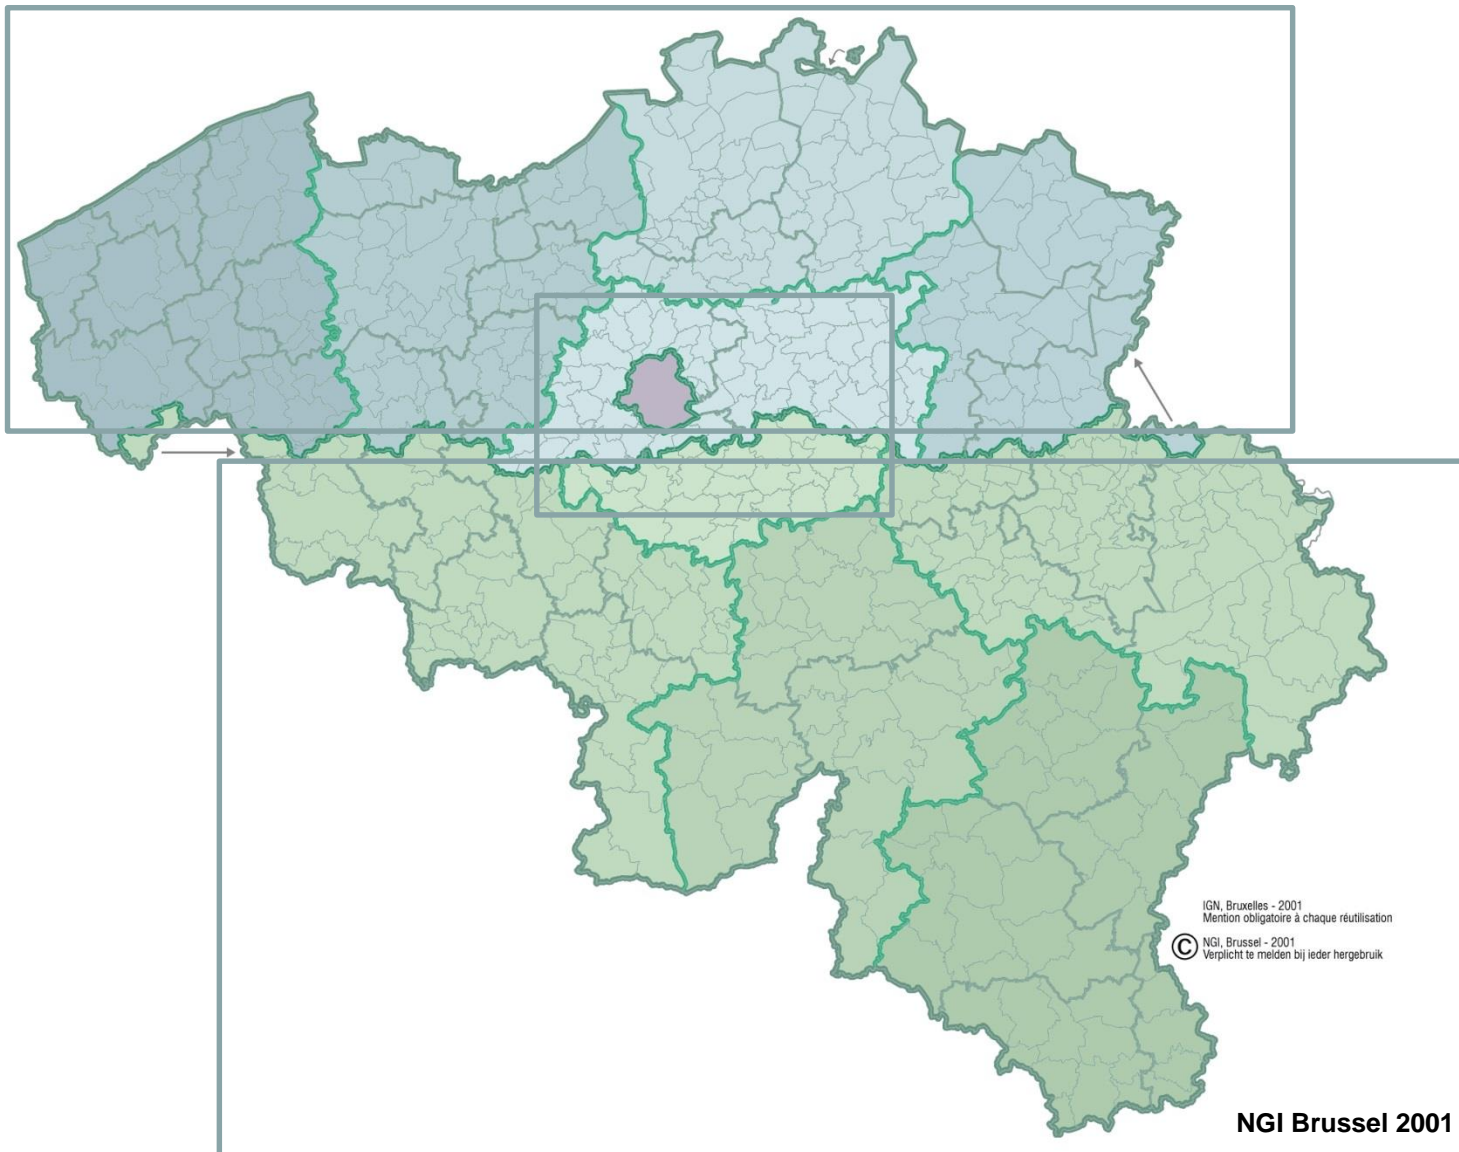 IGN, Bruxelles - 2001
Mention obligatoire à chaque réutilisation
© NGI, Brussel - 2001
Verplicht te melden bij ieder hergebruik
NGI Brussel 2001